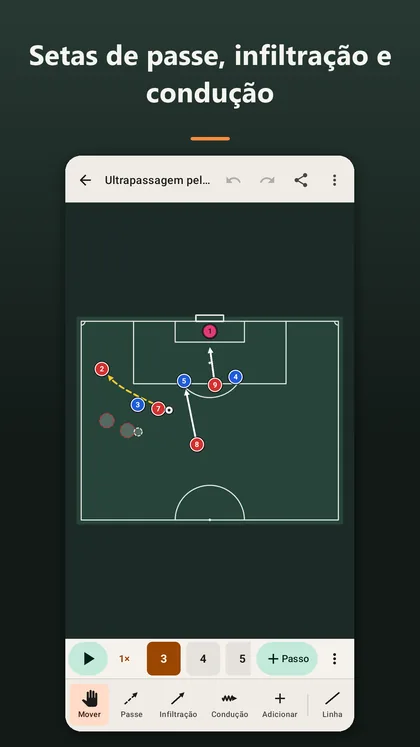 Setas de passe, infiltração e
condução
Ultrapassagem pel...
1
2
5
9
4
3
7
8
1×
3
4
5
+ Passo
Mover
Passe
Infiltração
Condução
Adicionar
Linha